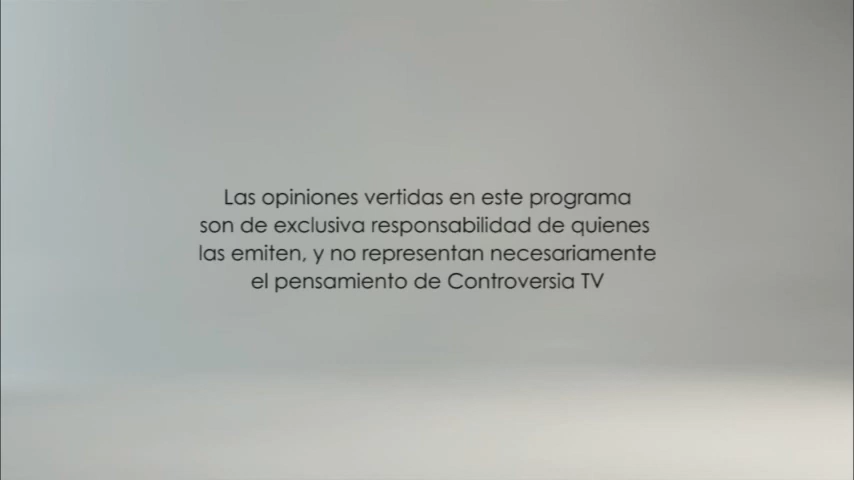 Las opiniones vertidas en este programa
son de exclusiva responsabilidad de quienes
las emiten, y no representan necesariamente
el pensamiento de Controversia TV